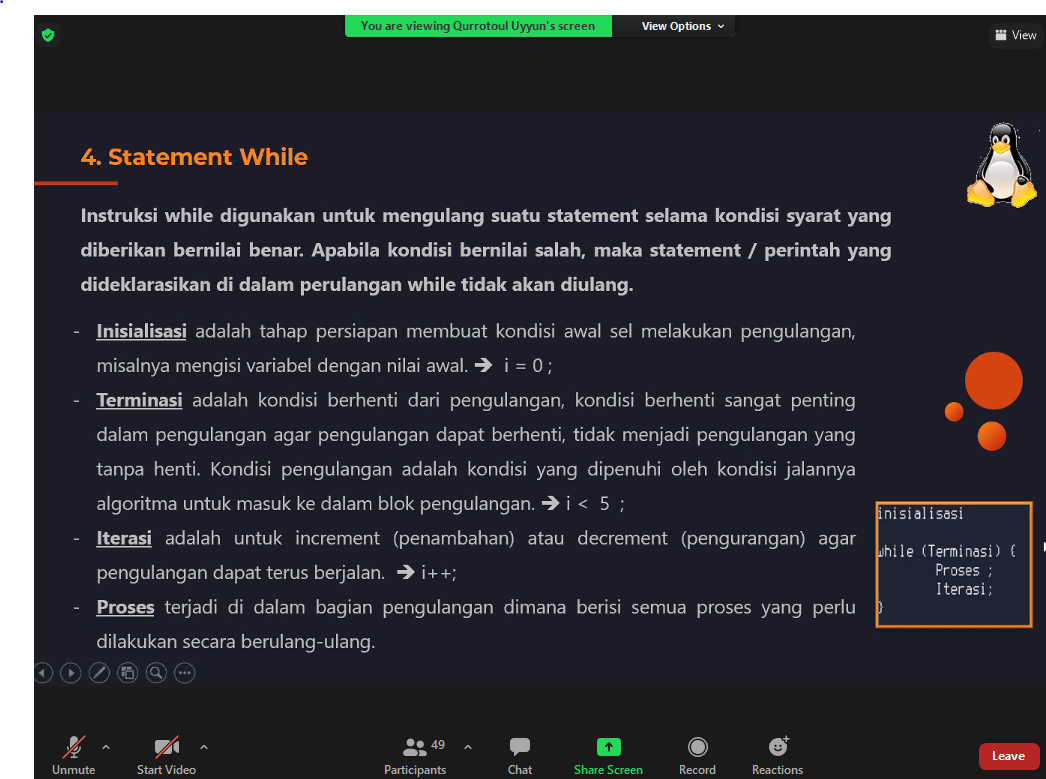 You are viewing Qurrotoul Uyyun's screen
View Options
View
4. Statement While
Instruksi while digunakan untuk mengulang suatu statement selama kondisi syarat yang
diberikan bernilai benar. Apabila kondisi bernilai salah, maka statement / perintah yang
dideklarasikan di dalam perulangan while tidak akan diulang.
- Inisialisasi adalah tahap persiapan membuat kondisi awal sel melakukan pengulangan,
misalnya mengisi variabel dengan nilai awal. ➔ i = 0 ;
- Terminasi adalah kondisi berhenti dari pengulangan, kondisi berhenti sangat penting
dalam pengulangan agar pengulangan dapat berhenti, tidak menjadi pengulangan yang
tanpa henti. Kondisi pengulangan adalah kondisi yang dipenuhi oleh kondisi jalannya
algoritma untuk masuk ke dalam blok pengulangan. ➔ i < 5 ;
- Iterasi adalah untuk increment (penambahan) atau decrement (pengurangan) agar
pengulangan dapat terus berjalan. ➔ i++;
- Proses terjadi di dalam bagian pengulangan dimana berisi semua proses yang perlu
dilakukan secara berulang-ulang.
inisialisasi
while (Terminasi) {
Proses ;
Iterasi;
}
Unmute
Start Video
49
Participants
Chat
Share Screen
Record
Reactions
Leave